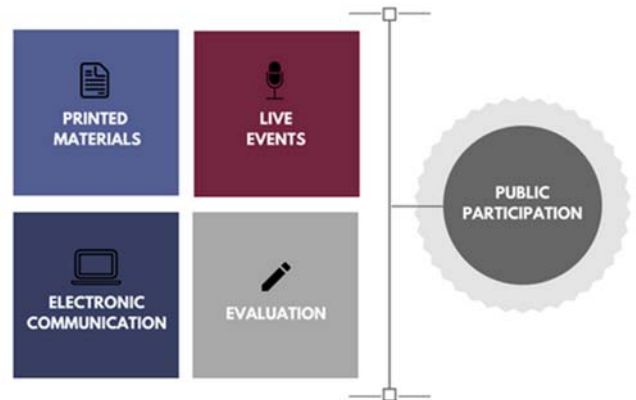 PRINTED
MATERIALS
LIVE
EVENTS
ELECTRONIC
COMMUNICATION
EVALUATION
PUBLIC
PARTICIPATION